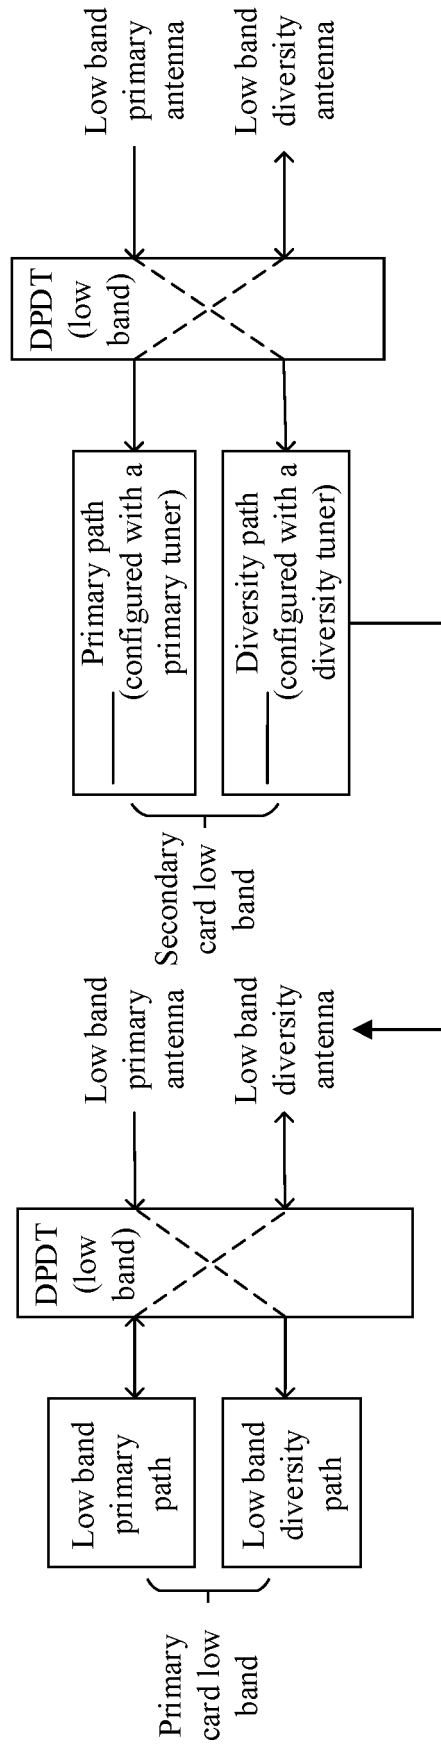 Primary
card low
band
Low band
primary
path
Low band
diversity
path
DPDT
(low
band)
Low band
primary
antenna
Low band
diversity
antenna
Secondary
card low
band
Primary path
(configured with a
primary tuner)
Diversity path
(configured with a
diversity tuner)
DPDT
(low
band)
Low band
primary
antenna
Low band
diversity
antenna